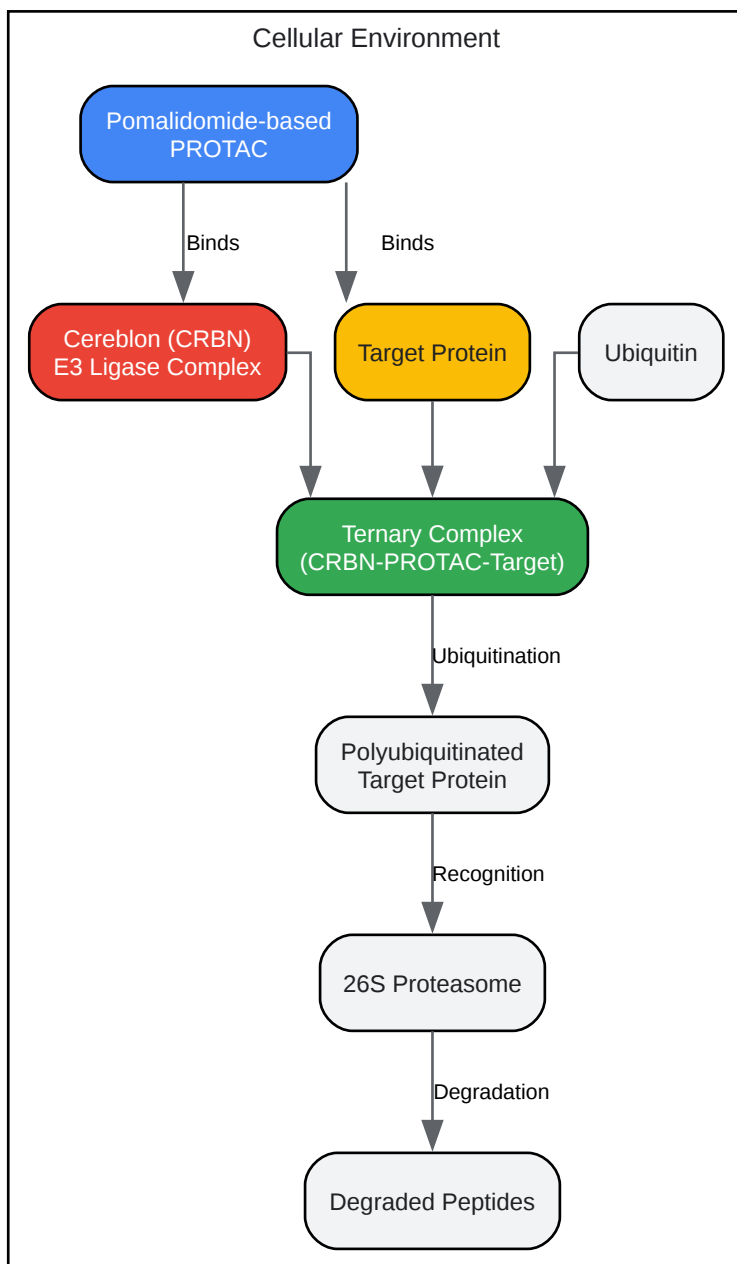 Cellular Environment
Pomalidomide-based
PROTAC
Binds
Binds
Cereblon (CRBN)
E3 Ligase Complex
Target Protein
Ubiquitin
Ternary Complex
(CRBN-PROTAC-Target)
Ubiquitination
Polyubiquitinated
Target Protein
Recognition
26S Proteasome
Degradation
Degraded Peptides